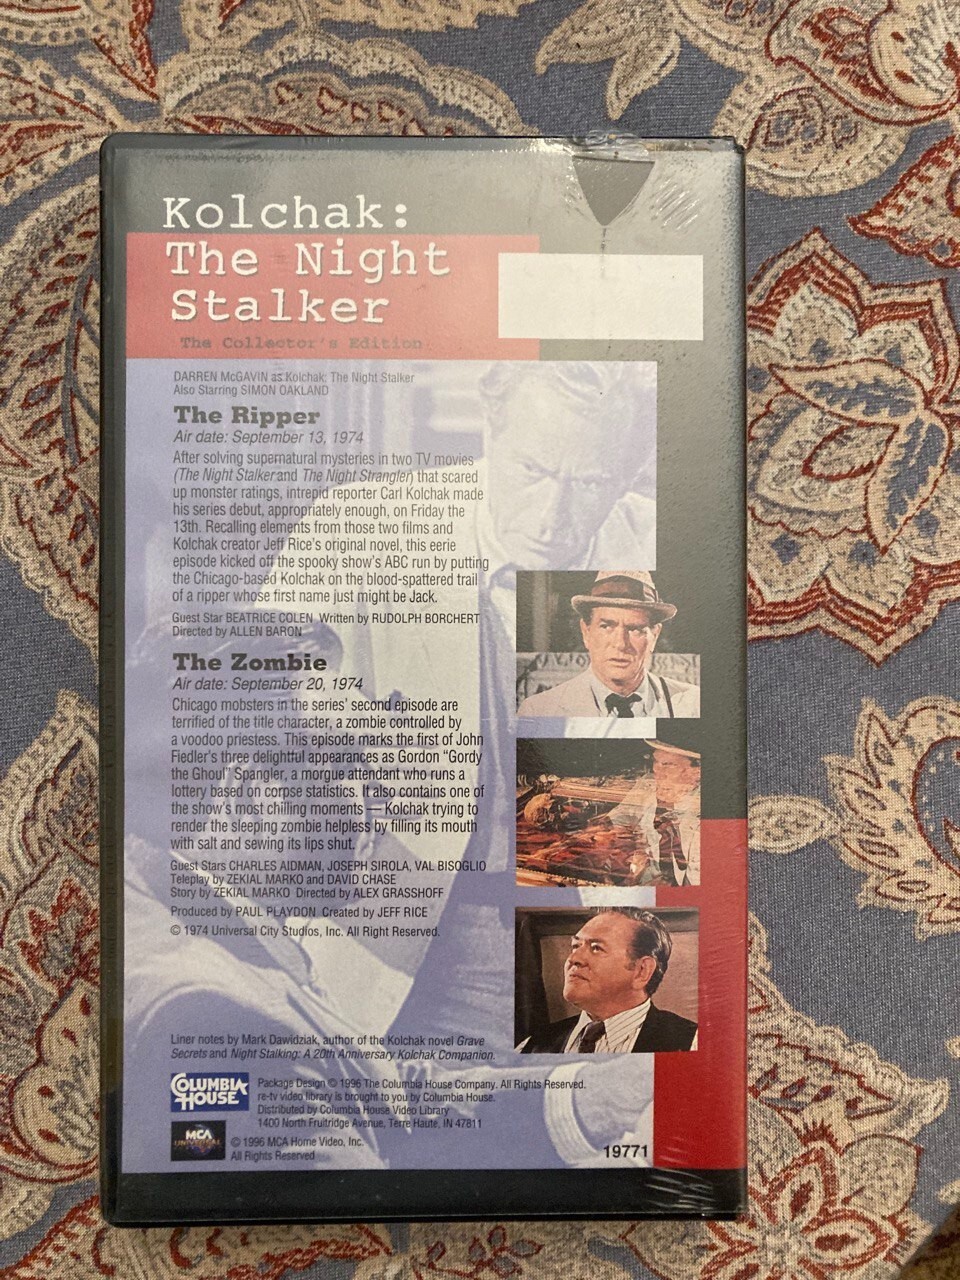 Kolchak:
The Night
Stalker
The Collector's Edition
DARREN McGAVIN as Kolchak: The Night Stalker
Also Starring SIMON OAKLAND
The Ripper
Air date: September 13, 1974
After solving supernatural mysteries in two TV movies
(The Night Stalker and The Night Strangler) that scared
up monster ratings, intrepid reporter Carl Kolchak made
his series debut, appropriately enough, on Friday the
13th. Recalling elements from those two films and
Kolchak creator Jeff Rice's original novel, this eerie
episode kicked off the spooky show's ABC run by putting
the Chicago-based Kolchak on the blood-spattered trail
of a ripper whose first name just might be Jack.
Guest Star BEATRICE COLEN Written by RUDOLPH BORCHERT
Directed by ALLEN BARON
The Zombie
Air date: September 20, 1974
Chicago mobsters in the series' second episode are
terrified of the title character, a zombie controlled by
a voodoo priestess. This episode marks the first of John
Fiedler's three delightful appearances as Gordon "Gordy
the Ghoul" Spangler, a morgue attendant who runs a
lottery based on corpse statistics. It also contains one of
the show's most chilling moments — Kolchak trying to
render the sleeping zombie helpless by filling its mouth
with salt and sewing its lips shut.
Guest Stars CHARLES AIDMAN, JOSEPH SIROLA, VAL BISOGLIO
Teleplay by ZEKIAL MARKO and DAVID CHASE
Story by ZEKIAL MARKO Directed by ALEX GRASSHOFF
Produced by PAUL PLAYDON Created by JEFF RICE
© 1974 Universal City Studios, Inc. All Right Reserved.
Liner notes by Mark Dawidziak, author of the Kolchak novel Grave
Secrets and Night Stalking: A 20th Anniversary Kolchak Companion.
COLUMBIA
HOUSE
Package Design © 1996 The Columbia House Company. All Rights Reserved.
re-tv video library is brought to you by Columbia House.
Distributed by Columbia House Video Library
1400 North Fruitridge Avenue, Terre Haute, IN 47811
MCA
UNIVERSAL
© 1996 MCA Home Video, Inc.
All Rights Reserved
19771